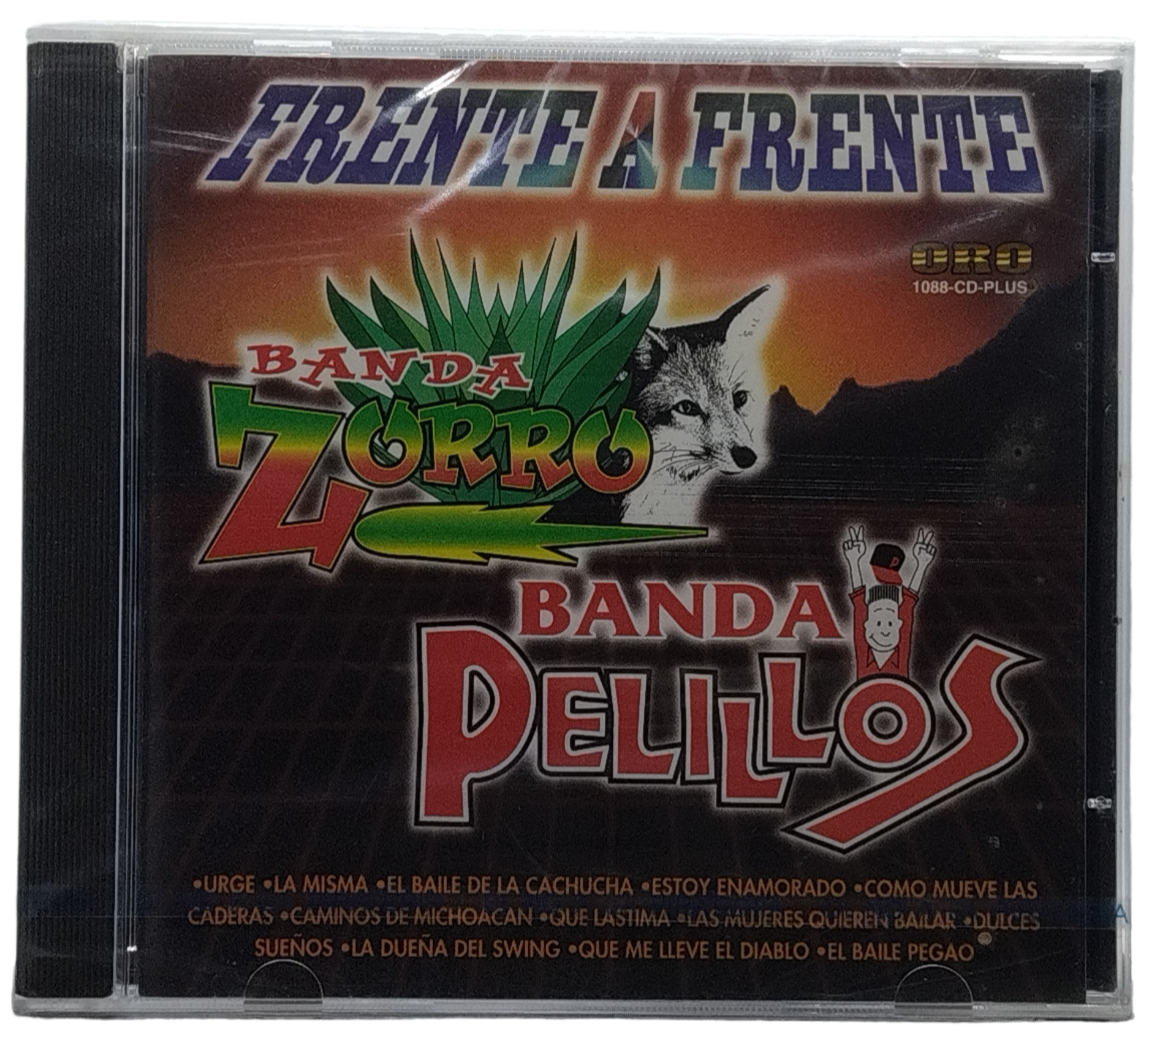 FRENTE A FRENTE
ORO
1088-CD-PLUS
BANDA
ZORRO
BANDA
PELILLOS
•URGE •LA MISMA •EL BAILE DE LA CACHUCHA •ESTOY ENAMORADO •COMO MUEVE LAS
CADERAS •CAMINOS DE MICHOACAN •QUE LASTIMA •LAS MUJERES QUIEREN BAILAR •DULCES
SUEÑOS •LA DUEÑA DEL SWING •QUE ME LLEVE EL DIABLO •EL BAILE PEGAO